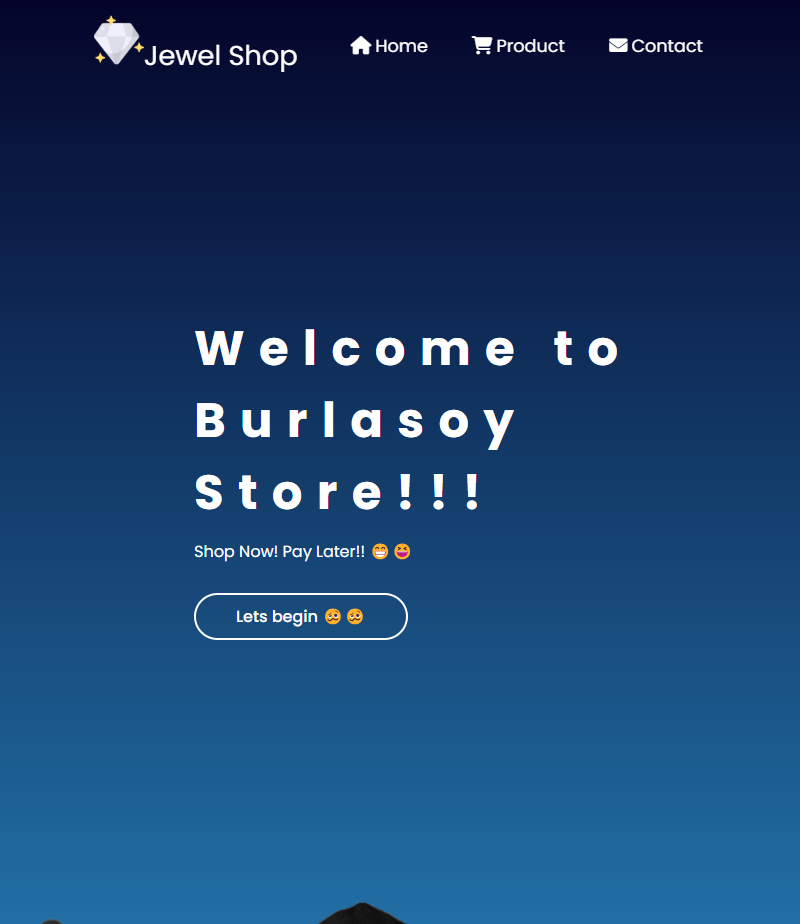 Jewel Shop
Home
Product
Contact
Welcome to
Burlasoy
Store!!!
Shop Now! Pay Later!! 😁😆
Lets begin 🥴🥴